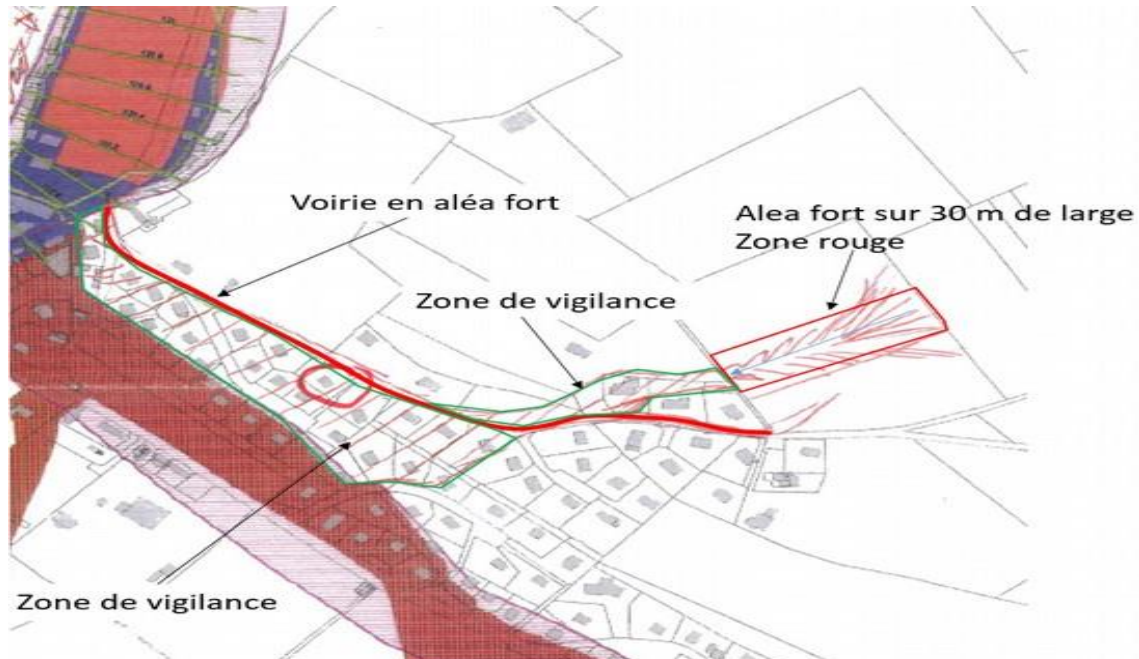 Voirie en aléa fort
Alea fort sur 30 m de large
Zone rouge
Zone de vigilance
Zone de vigilance